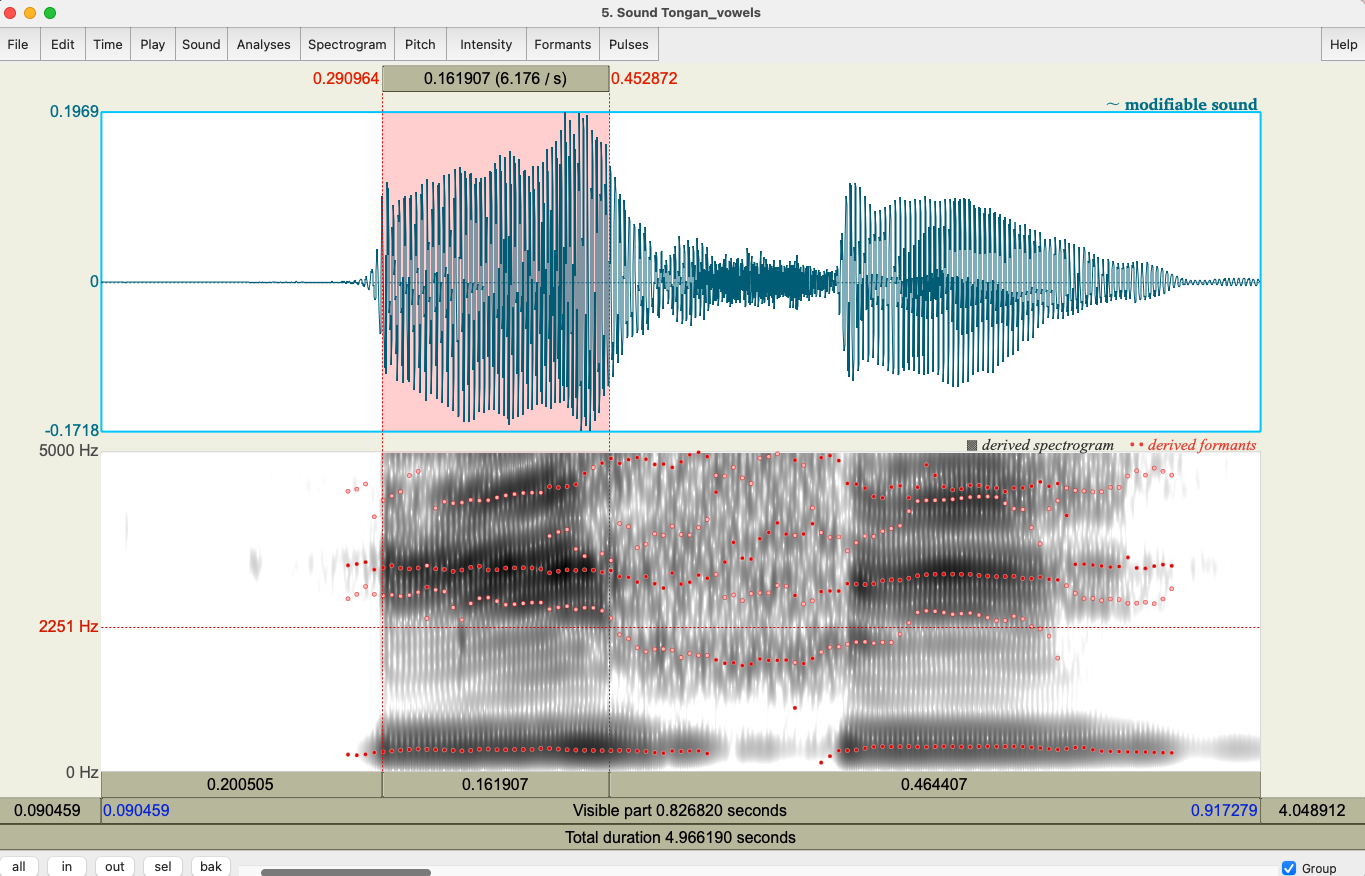 5. Sound Tongan_vowels
File Edit Time Play Sound Analyses Spectrogram Pitch Intensity Formants Pulses Help
0.290964 0.161907 (6.176 / s) 0.452872
~ modifiable sound
0.1969
0
-0.1718
derived spectrogram derived formants
5000 Hz
2251 Hz
0 Hz
0.200505 0.161907 0.464407
0.090459 0.090459 Visible part 0.826820 seconds 0.917279 4.048912
Total duration 4.966190 seconds
all in out sel bak Group